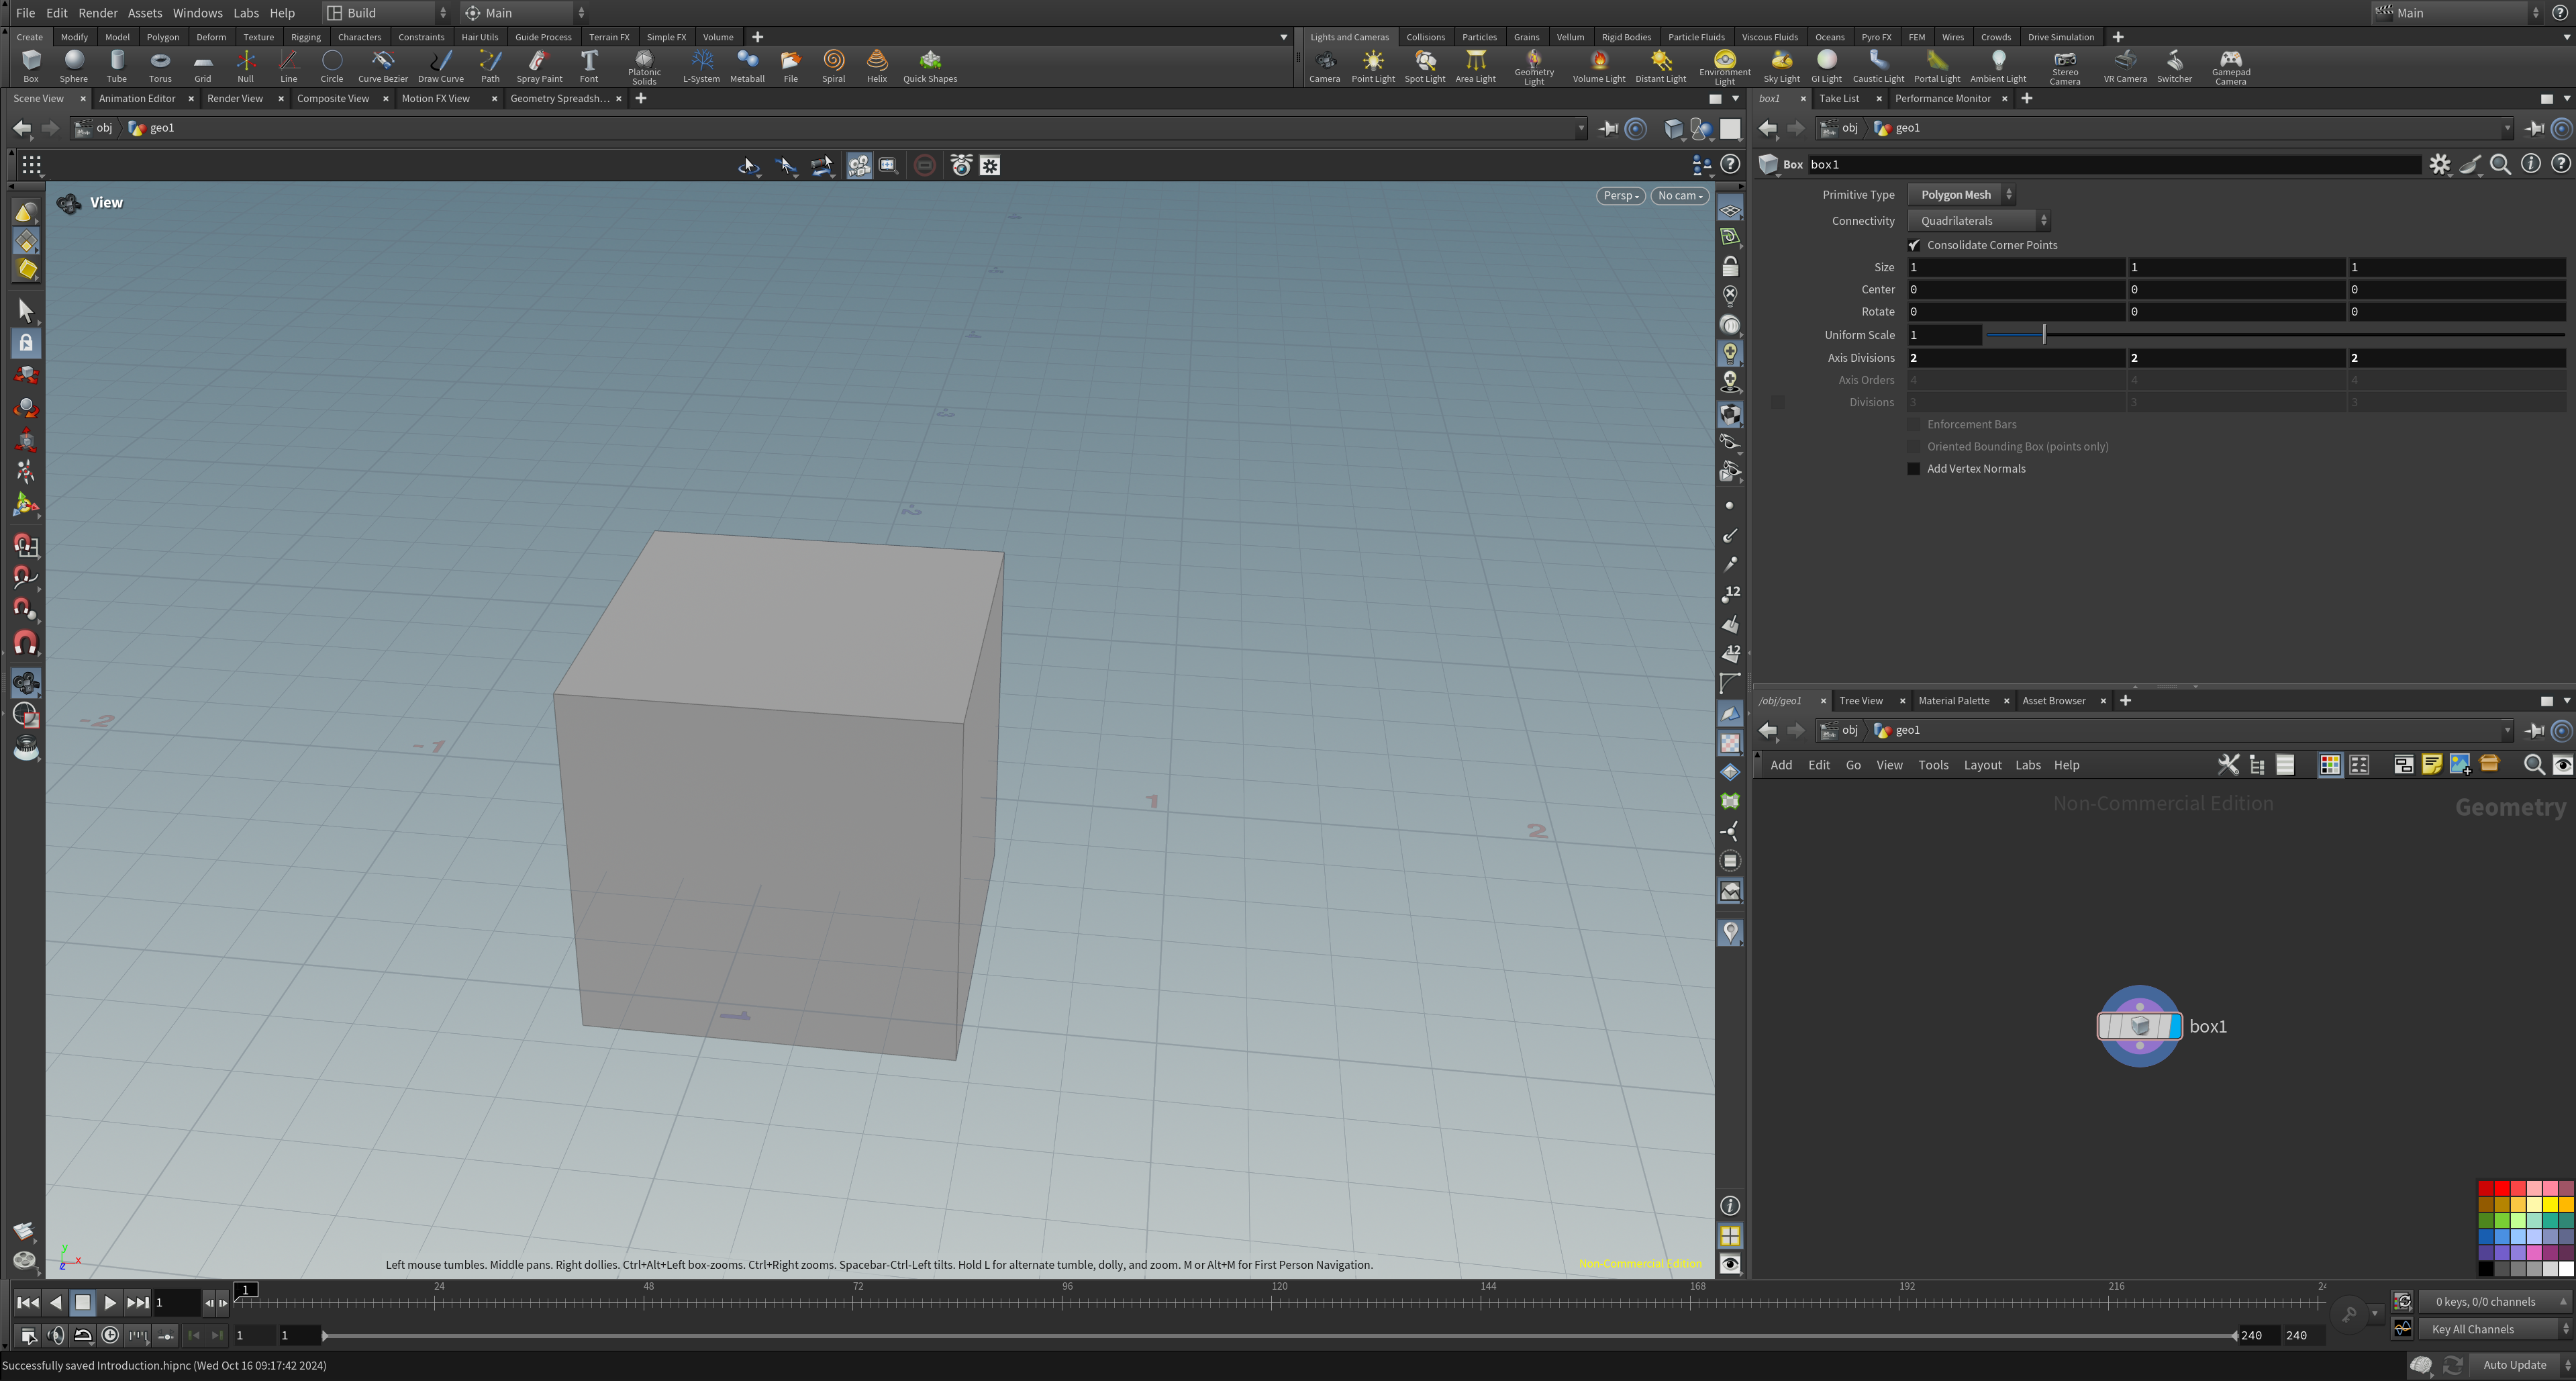 File Edit Render Assets Windows Labs Help Build Main Main
Create Modify Model Polygon Deform Texture Rigging Characters Constraints Hair Utils Guide Process Terrain FX Simple FX Volume
Lights and Cameras Collisions Particles Grains Vellum Rigid Bodies Particle Fluids Viscous Fluids Oceans Pyro FX FEM Wires Crowds Drive Simulation
Box Sphere Tube Torus Grid Null Line Circle Curve Bezier Draw Curve Path Spray Paint Font Platonic Solids L-System Metaball File Spiral Helix Quick Shapes
Camera Point Light Spot Light Area Light Geometry Light Volume Light Distant Light Environment Light Sky Light GI Light Caustic Light Portal Light Ambient Light Stereo Camera VR Camera Switcher Gamepad Camera
Scene View Animation Editor Render View Composite View Motion FX View Geometry Spreadsh...
obj geo1
View
Persp No cam
-2
-2
-1
1
2
1
12
12
y
x
z
Left mouse tumbles. Middle pans. Right dollies. Ctrl+Alt+Left box-zooms. Ctrl+Right zooms. Spacebar-Ctrl-Left tilts. Hold L for alternate tumble, dolly, and zoom. M or Alt+M for First Person Navigation.
Non-Commercial Edition
box1 Take List Performance Monitor
obj geo1
Box box1
Primitive Type Polygon Mesh
Connectivity Quadrilaterals
Consolidate Corner Points
Size 1 1 1
Center 0 0 0
Rotate 0 0 0
Uniform Scale 1
Axis Divisions 2 2 2
Axis Orders 4 4 4
Divisions 3 3 3
Enforcement Bars
Oriented Bounding Box (points only)
Add Vertex Normals
/obj/geo1 Tree View Material Palette Asset Browser
obj geo1
Add Edit Go View Tools Layout Labs Help
Non-Commercial Edition
Geometry
box1
1 1 24 48 72 96 120 144 168 192 216 24
0 keys, 0/0 channels
1 1 240 240
Key All Channels
Successfully saved Introduction.hipnc (Wed Oct 16 09:17:42 2024)
Auto Update